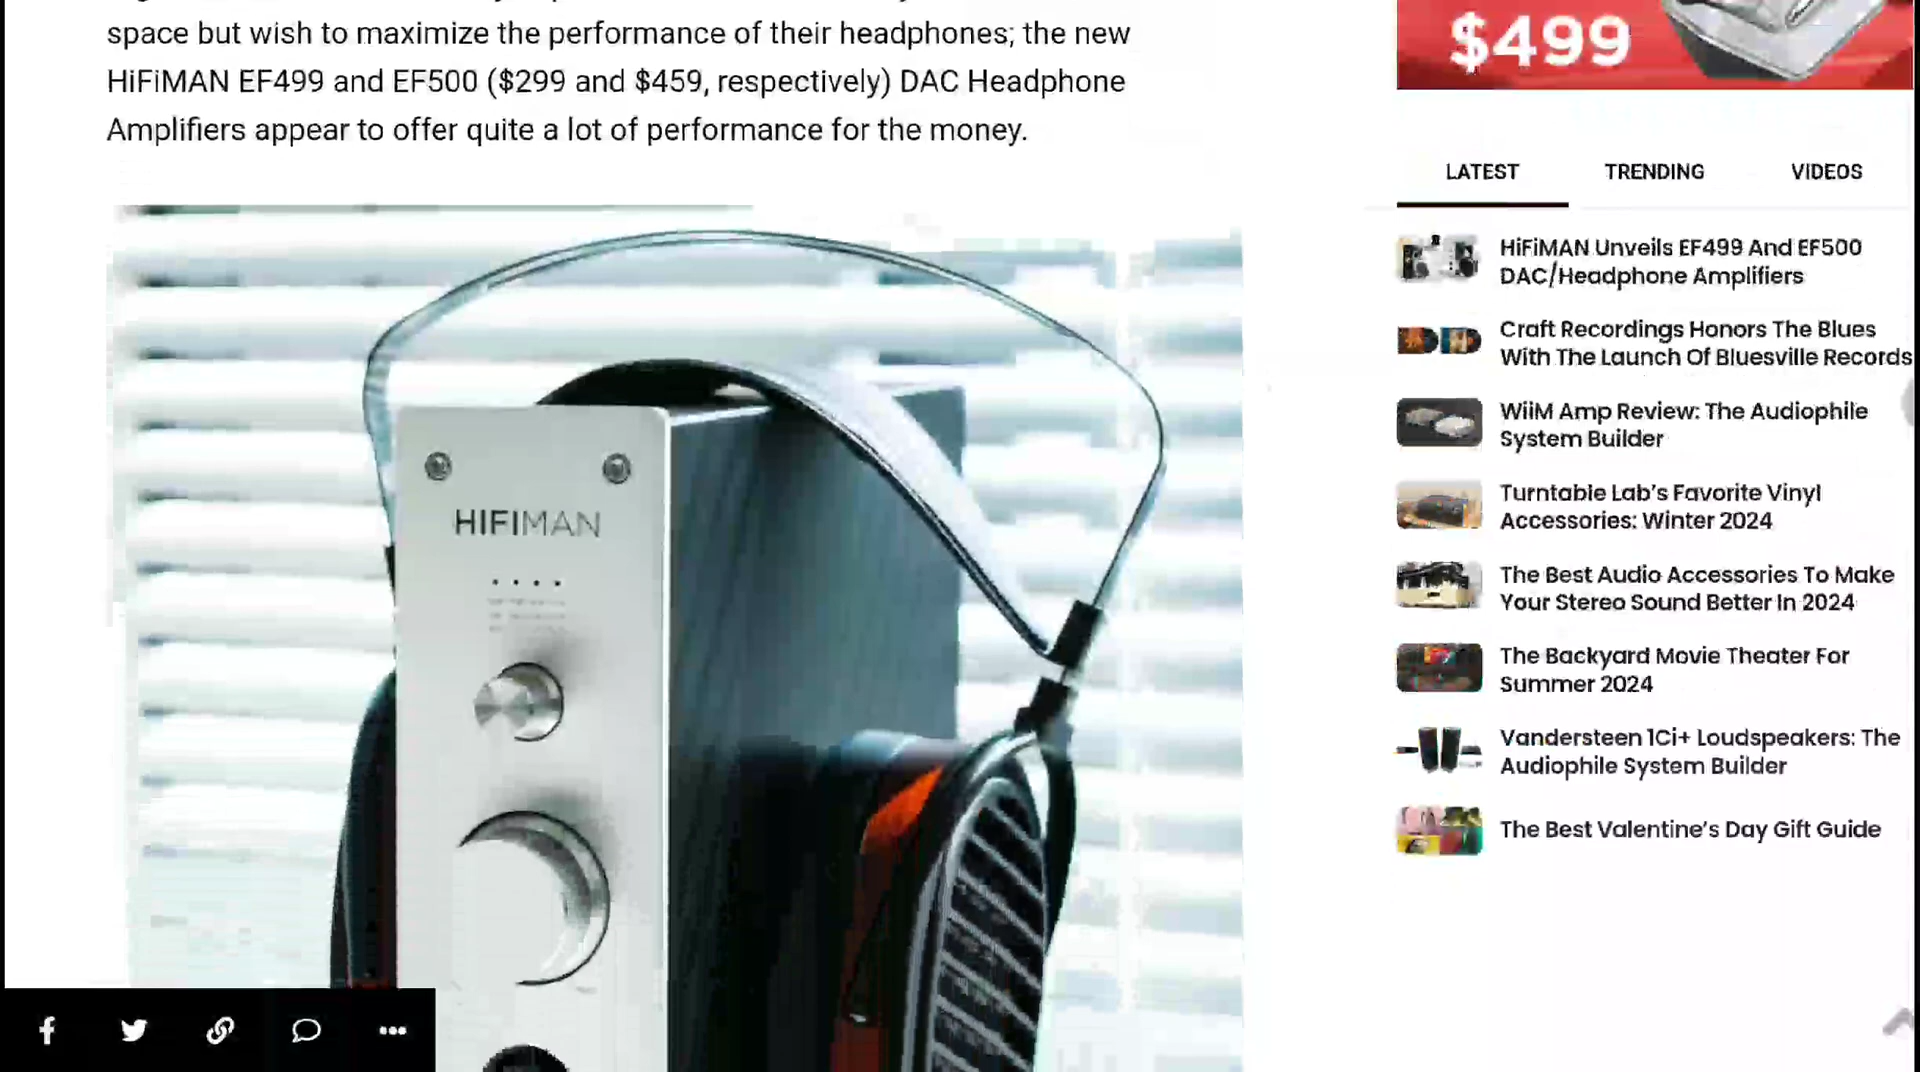 space but wish to maximize the performance of their headphones; the new
HiFiMAN EF499 and EF500 ($299 and $459, respectively) DAC Headphone
Amplifiers appear to offer quite a lot of performance for the money.
HIFIMAN
$499
LATEST
TRENDING
VIDEOS
HiFiMAN Unveils EF499 And EF500
DAC/Headphone Amplifiers
Craft Recordings Honors The Blues
With The Launch Of Bluesville Records
WiiM Amp Review: The Audiophile
System Builder
Turntable Lab’s Favorite Vinyl
Accessories: Winter 2024
The Best Audio Accessories To Make
Your Stereo Sound Better In 2024
The Backyard Movie Theater For
Summer 2024
Vandersteen 1Ci+ Loudspeakers: The
Audiophile System Builder
The Best Valentine’s Day Gift Guide